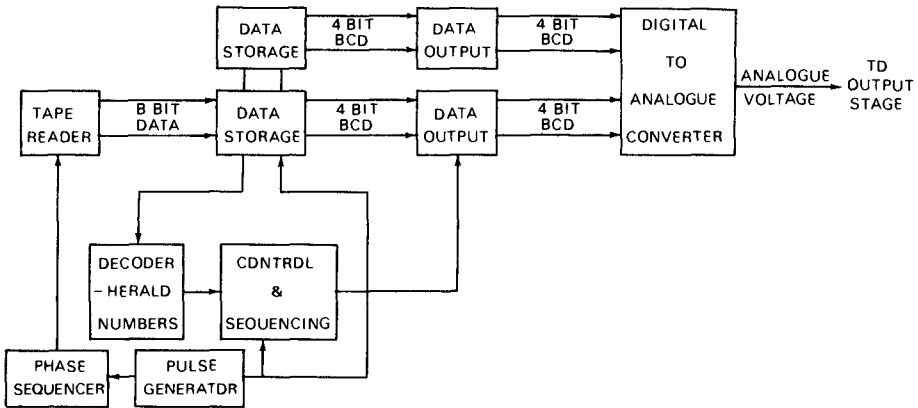 DATA
STORAGE
4 BIT
BCD
DATA
OUTPUT
4 BIT
BCD
DIGITAL
TO
ANALOGUE
CONVERTER
ANALOGUE
VOLTAGE
TD
OUTPUT
STAGE
TAPE
READER
8 BIT
DATA
DATA
STORAGE
4 BIT
BCD
DATA
OUTPUT
4 BIT
BCD
DECODER
– HERALD
NUMBERS
CDNTRDL
&
SEQUENCING
PHASE
SEQUENCER
PULSE
GENERATDR